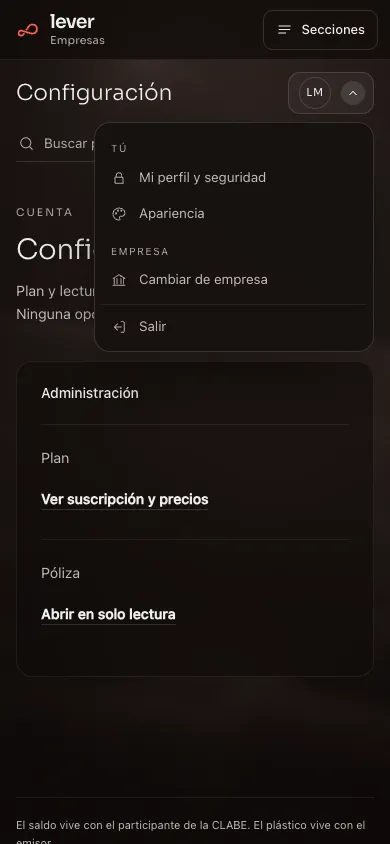 lever
Empresas
Secciones
Configuración
LM
Buscar
TÚ
Mi perfil y seguridad
Apariencia
EMPRESA
Cambiar de empresa
Salir
CUENTA
Confi
Plan y lectu
Ninguna opc
Administración
Plan
Ver suscripción y precios
Póliza
Abrir en solo lectura
El saldo vive con el participante de la CLABE. El plástico vive con el
emisor